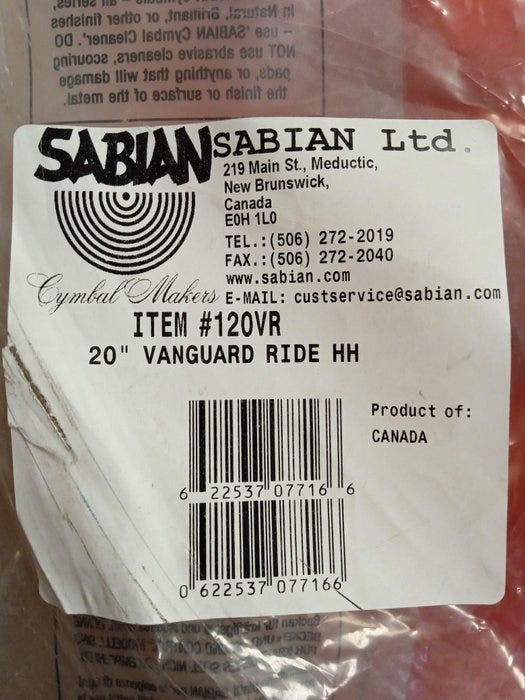 all series,
in Natural, Brilliant, or other finishes
– use 'SABIAN Cymbal Cleaner'. DO
NOT use abrasive cleaners, scouring
pads, or anything that will damage
the finish or surface of the metal.
SABIAN
Cymbal Makers
SABIAN Ltd.
219 Main St., Meductic,
New Brunswick,
Canada
E0H 1L0
TEL.:(506) 272-2019
FAX.:(506) 272-2040
www.sabian.com
E-MAIL: custservice@sabian.com
ITEM #120VR
20" VANGUARD RIDE HH
Product of:
CANADA
6 22537 07716 6
0 622537 077166